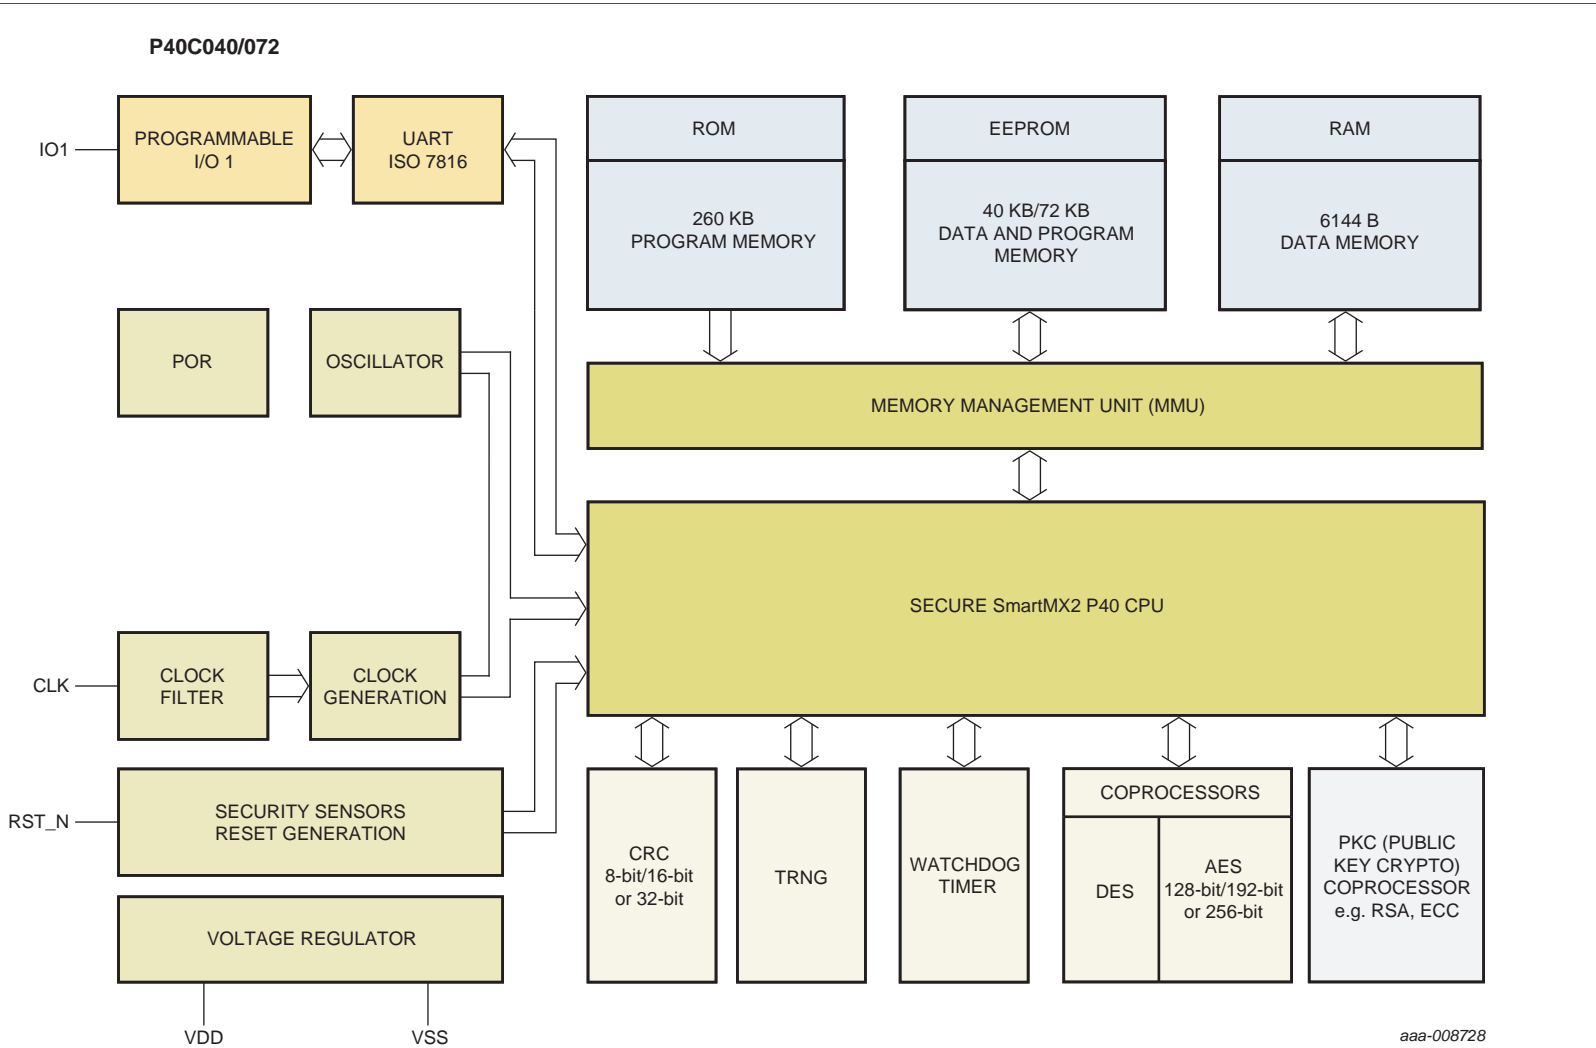 P40C040/072
IO1
PROGRAMMABLE
I/O 1
UART
ISO 7816
ROM
260 KB
PROGRAM MEMORY
EEPROM
40 KB/72 KB
DATA AND PROGRAM
MEMORY
RAM
6144 B
DATA MEMORY
POR
OSCILLATOR
MEMORY MANAGEMENT UNIT (MMU)
SECURE SmartMX2 P40 CPU
CLK
CLOCK
FILTER
CLOCK
GENERATION
RST_N
SECURITY SENSORS
RESET GENERATION
VOLTAGE REGULATOR
VDD
VSS
CRC
8-bit/16-bit
or 32-bit
TRNG
WATCHDOG
TIMER
COPROCESSORS
DES
AES
128-bit/192-bit
or 256-bit
PKC (PUBLIC
KEY CRYPTO)
COPROCESSOR
e.g. RSA, ECC
aaa-008728